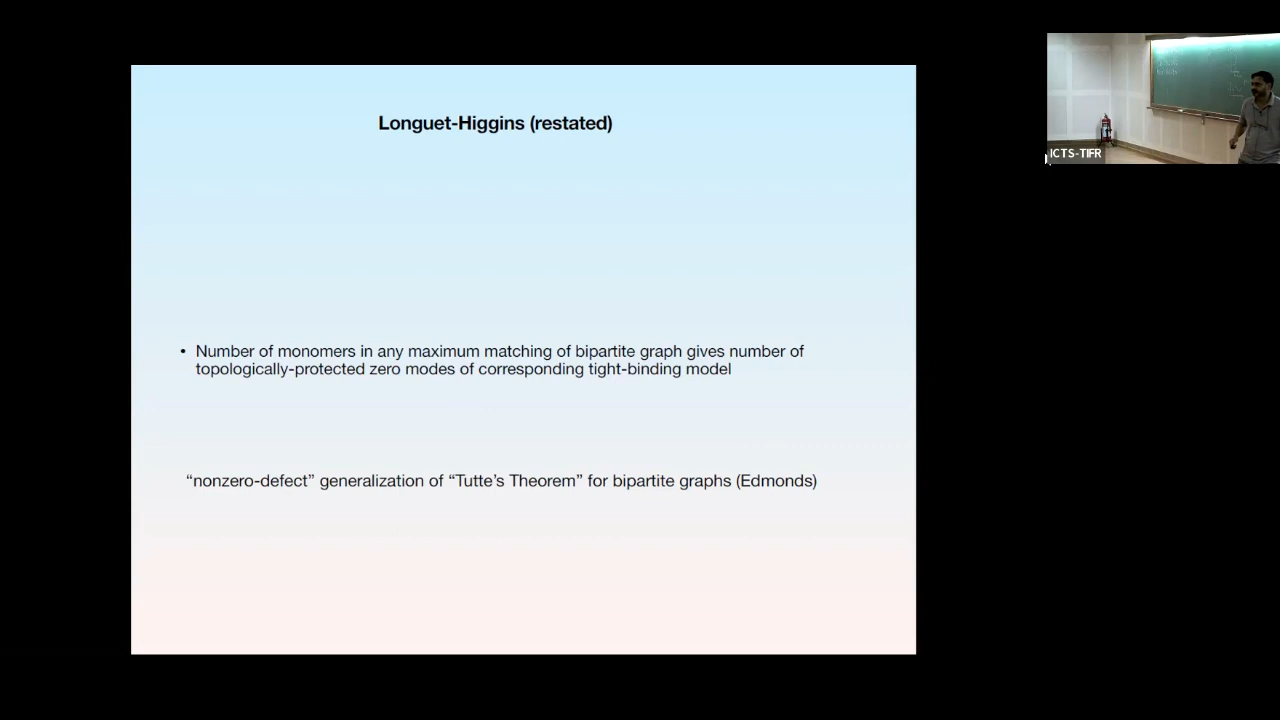 Longuet-Higgins (restated)
• Number of monomers in any maximum matching of bipartite graph gives number of
topologically-protected zero modes of corresponding tight-binding model
“nonzero-defect” generalization of “Tutte’s Theorem” for bipartite graphs (Edmonds)
ICTS-TIFR